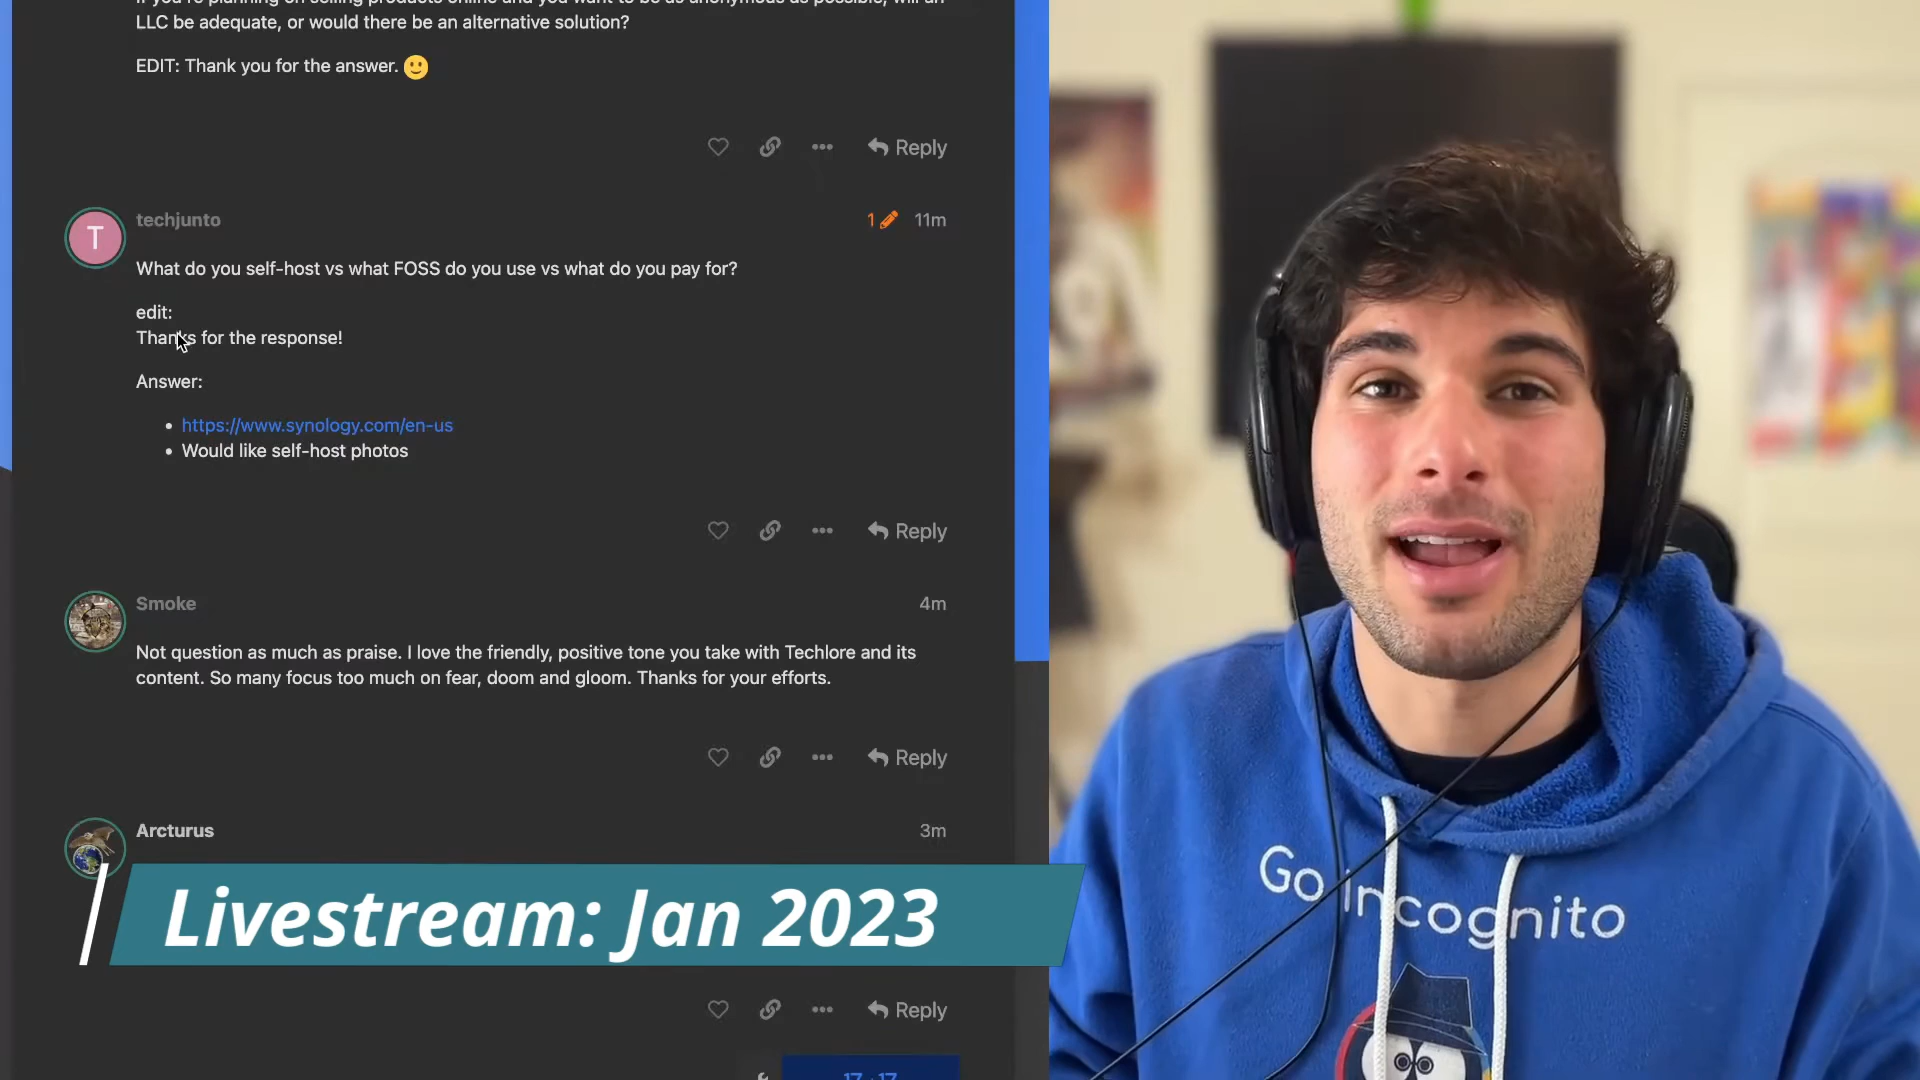 LLC be adequate, or would there be an alternative solution?
EDIT: Thank you for the answer.
Reply
techjunto
1
11m
T
What do you self-host vs what FOSS do you use vs what do you pay for?
edit:
Thanks for the response!
Answer:
https://www.synology.com/en-us
Would like self-host photos
Reply
Smoke
4m
Not question as much as praise. I love the friendly, positive tone you take with Techlore and its
content. So many focus too much on fear, doom and gloom. Thanks for your efforts.
Reply
Arcturus
3m
Livestream: Jan 2023
Reply
Go Incognito